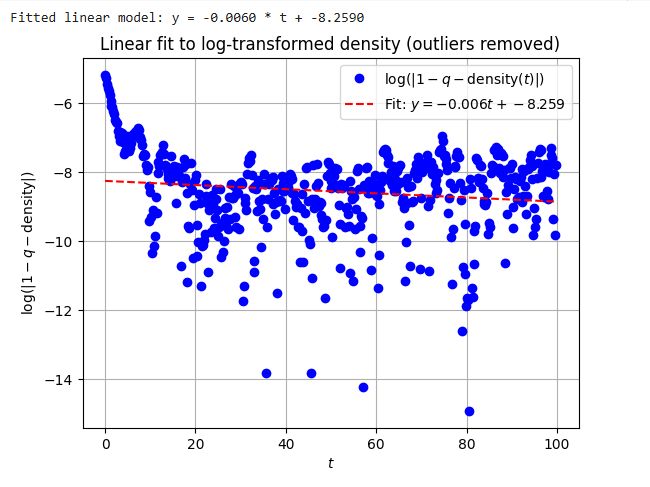 Fitted linear model: y = -0.0060 * t + -8.2590
Linear fit to log-transformed density (outliers removed)
log(|1 − q − density(t)|)
Fit: y = −0.006t + −8.259
log(|1 − q − density|)
−6
−8
−10
−12
−14
0 20 40 60 80 100
t